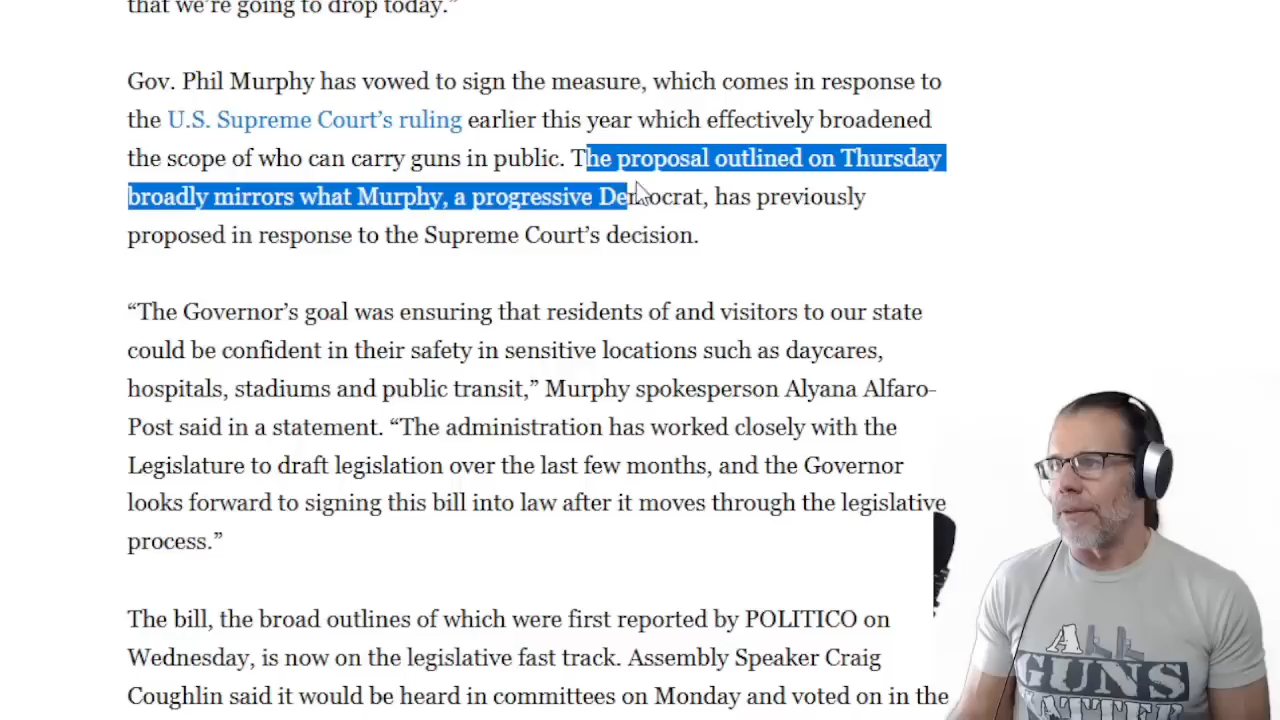 that we're going to drop today.”
Gov. Phil Murphy has vowed to sign the measure, which comes in response to
the U.S. Supreme Court’s ruling earlier this year which effectively broadened
the scope of who can carry guns in public. The proposal outlined on Thursday
broadly mirrors what Murphy, a progressive Democrat, has previously
proposed in response to the Supreme Court’s decision.
“The Governor’s goal was ensuring that residents of and visitors to our state
could be confident in their safety in sensitive locations such as daycares,
hospitals, stadiums and public transit,” Murphy spokesperson Alyana Alfaro-
Post said in a statement. “The administration has worked closely with the
Legislature to draft legislation over the last few months, and the Governor
looks forward to signing this bill into law after it moves through the legislative
process.”
The bill, the broad outlines of which were first reported by POLITICO on
Wednesday, is now on the legislative fast track. Assembly Speaker Craig
Coughlin said it would be heard in committees on Monday and voted on in the
GUNS